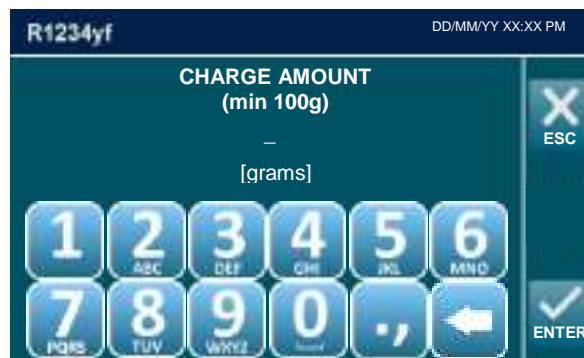 R1234yf
DD/MM/YY XX:XX PM
CHARGE AMOUNT
(min 100g)
_
[grams]
ESC
1 2 3 4 5 6
ABC DEF GHI JKL MNO
7 8 9 0 .,
PQRS TUV WXYZ
ENTER